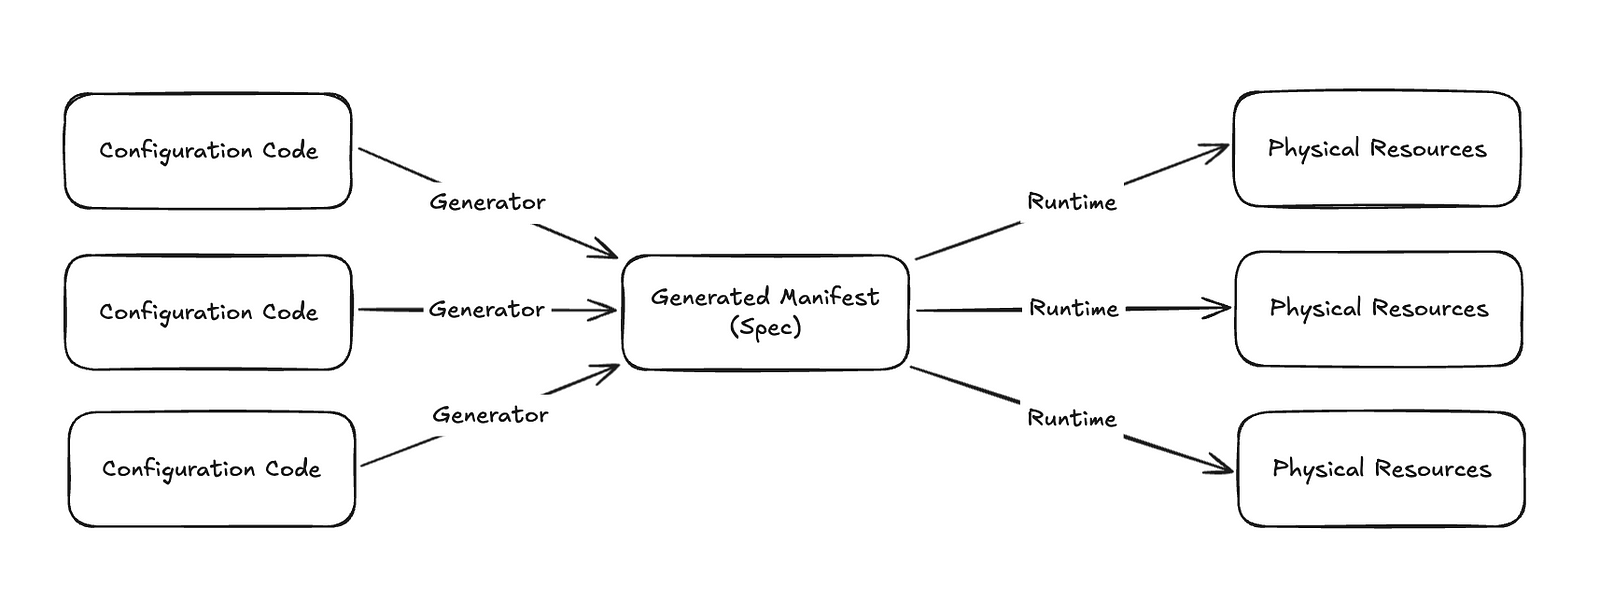 Configuration Code
Generator
Configuration Code
Generator
Configuration Code
Generator
Generated Manifest
(Spec)
Runtime
Physical Resources
Runtime
Physical Resources
Runtime
Physical Resources